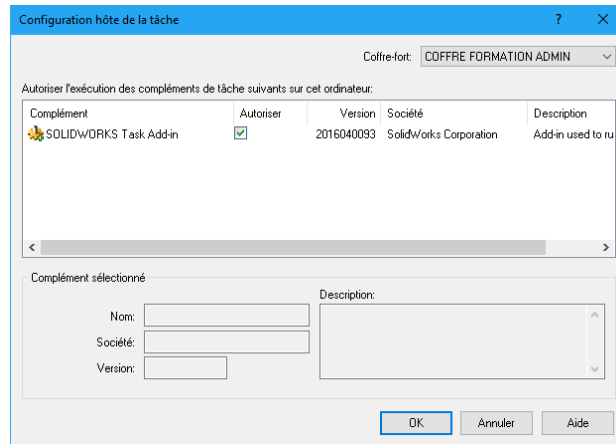 Configuration hôte de la tâche
Coffre-fort: COFFRE FORMATION ADMIN
Autoriser l'exécution des compléments de tâche suivants sur cet ordinateur:
Complément Autoriser Version Société Description
SOLIDWORKS Task Add-in 2016040093 SolidWorks Corporation Add-in used to ru
Complément sélectionné
Description:
Nom:
Société:
Version:
OK Annuler Aide